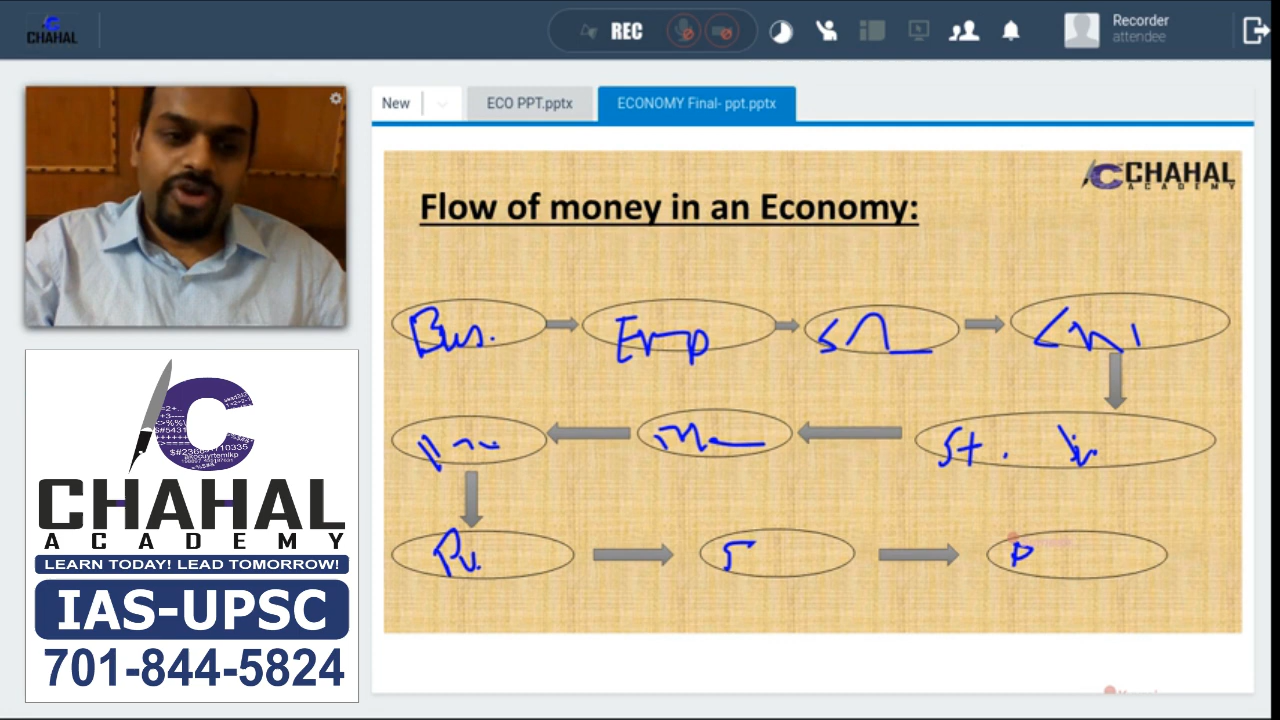 CHAHAL
REC
Recorder
attendee
New
ECO PPT.pptx
ECONOMY Final- ppt.pptx
CHAHAL
ACADEMY
Flow of money in an Economy:
Bus.
Emp
St.
Pu.
P
CHAHAL
ACADEMY
LEARN TODAY! LEAD TOMORROW!
IAS-UPSC
701-844-5824